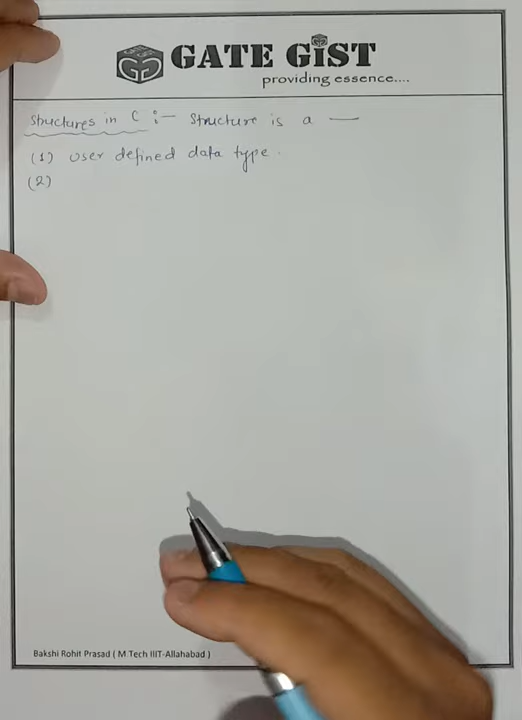 GATE GIST
providing essence....
Structures in C :- Structure is a —
(1) User defined data type.
(2)
Bakshi Rohit Prasad ( M.Tech IIIT-Allahabad )